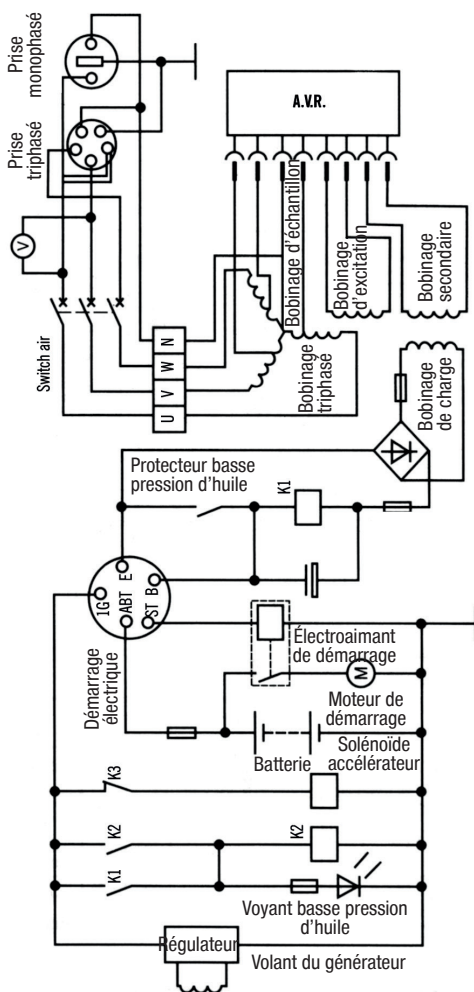 Prise
monophasé
Prise
triphasé
V
Switch air
N
W
V
U
A.V.R.
Bobinage d'échantillon
Bobinage
d'excitation
Bobinage
secondaire
Bobinage
triphasé
Bobinage
de charge
Protecteur basse
pression d'huile
K1
1G
ABT
E
ST
B
Démarrage
électrique
Électroaimant
de démarrage
M
Moteur de
démarrage
Batterie
Solénoïde
accélérateur
K3
K2
K2
K1
Voyant basse pression
d'huile
Régulateur
Volant du générateur